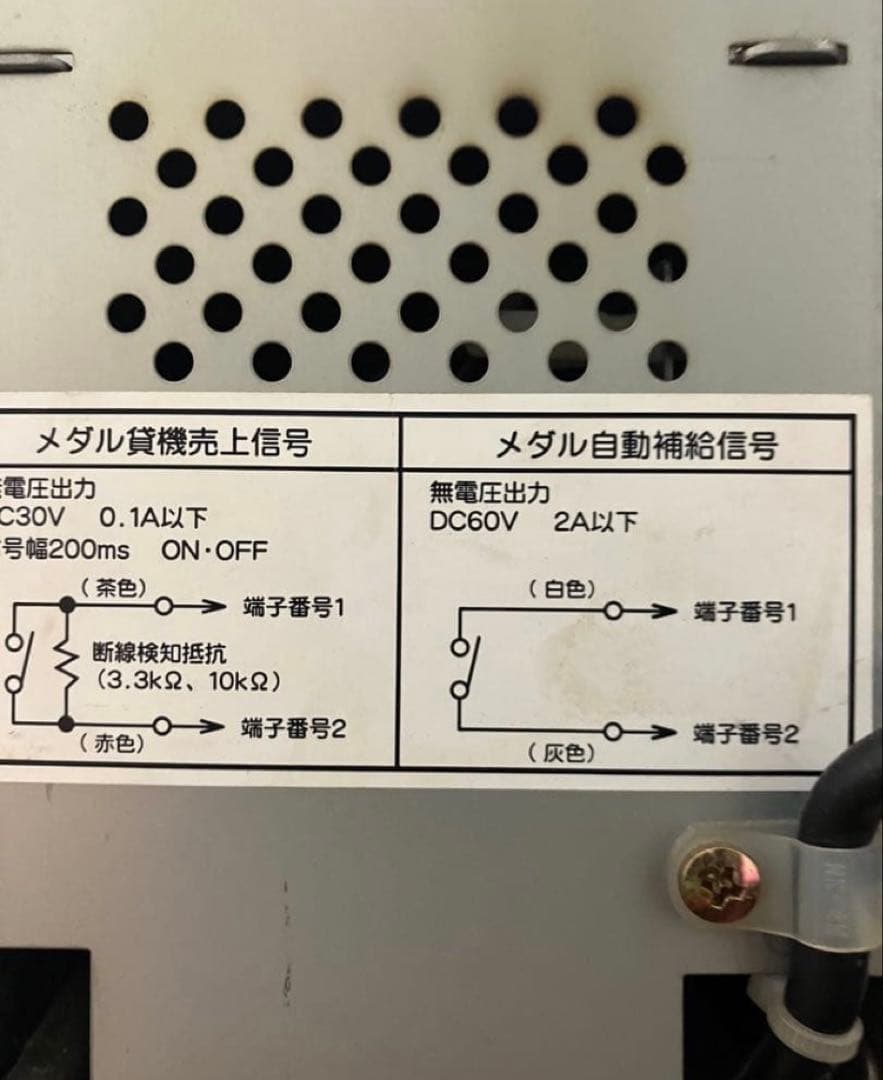 メダル貸機売上信号
電圧出力
C30V 0.1A以下
号幅200ms ON・OFF
(茶色)
端子番号1
断線検知抵抗
(3.3kΩ、10kΩ)
端子番号2
(赤色)
メダル自動補給信号
無電圧出力
DC60V 2A以下
(白色)
端子番号1
端子番号2
(灰色)